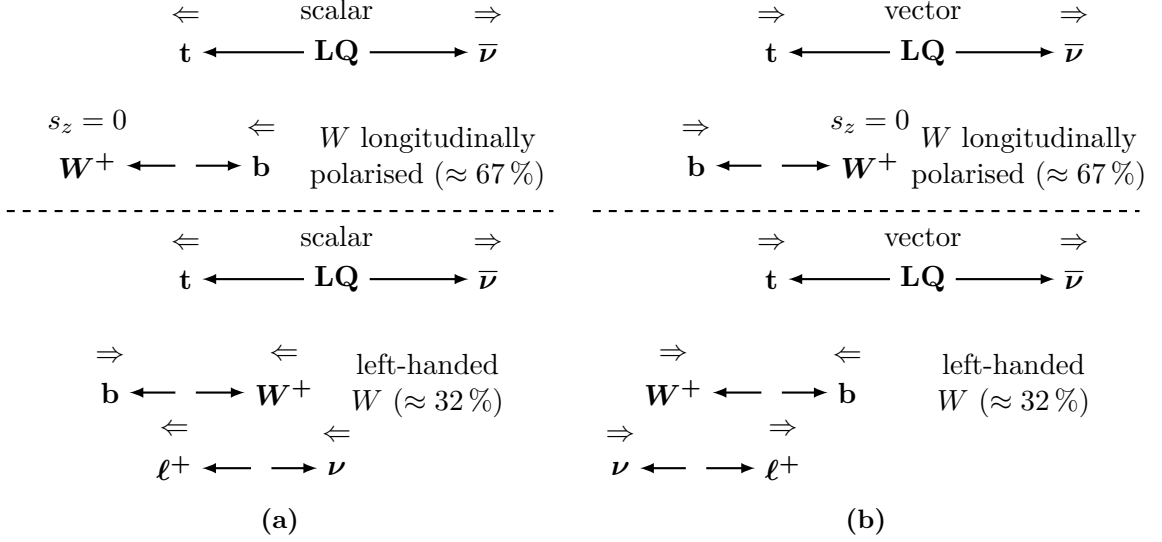 ⇐ scalar ⇒
t ← LQ → ν̅
s_z = 0 ⇐
W⁺ ← → b
W longitudinally
polarised (≈ 67 %)
⇐ scalar ⇒
t ← LQ → ν̅
⇒ ⇐
b ← → W⁺
left-handed
W (≈ 32 %)
⇐ ⇐
ℓ⁺ ← → ν
(a)
⇒ vector ⇒
t ← LQ → ν̅
⇒ s_z = 0
b ← → W⁺
W longitudinally
polarised (≈ 67 %)
⇒ vector ⇒
t ← LQ → ν̅
⇒ ⇐
W⁺ ← → b
left-handed
W (≈ 32 %)
⇒ ⇒
ν ← → ℓ⁺
(b)